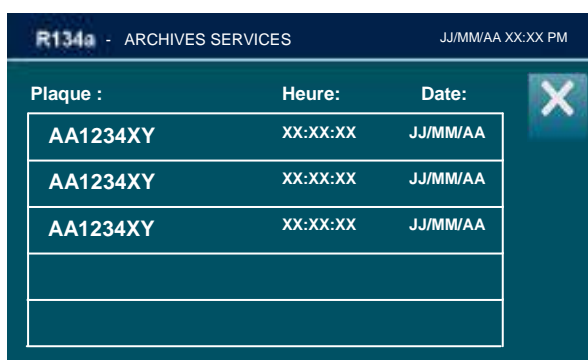 R134a - ARCHIVES SERVICES JJ/MM/AA XX:XX PM
Plaque : Heure: Date:
AA1234XY XX:XX:XX JJ/MM/AA
AA1234XY XX:XX:XX JJ/MM/AA
AA1234XY XX:XX:XX JJ/MM/AA